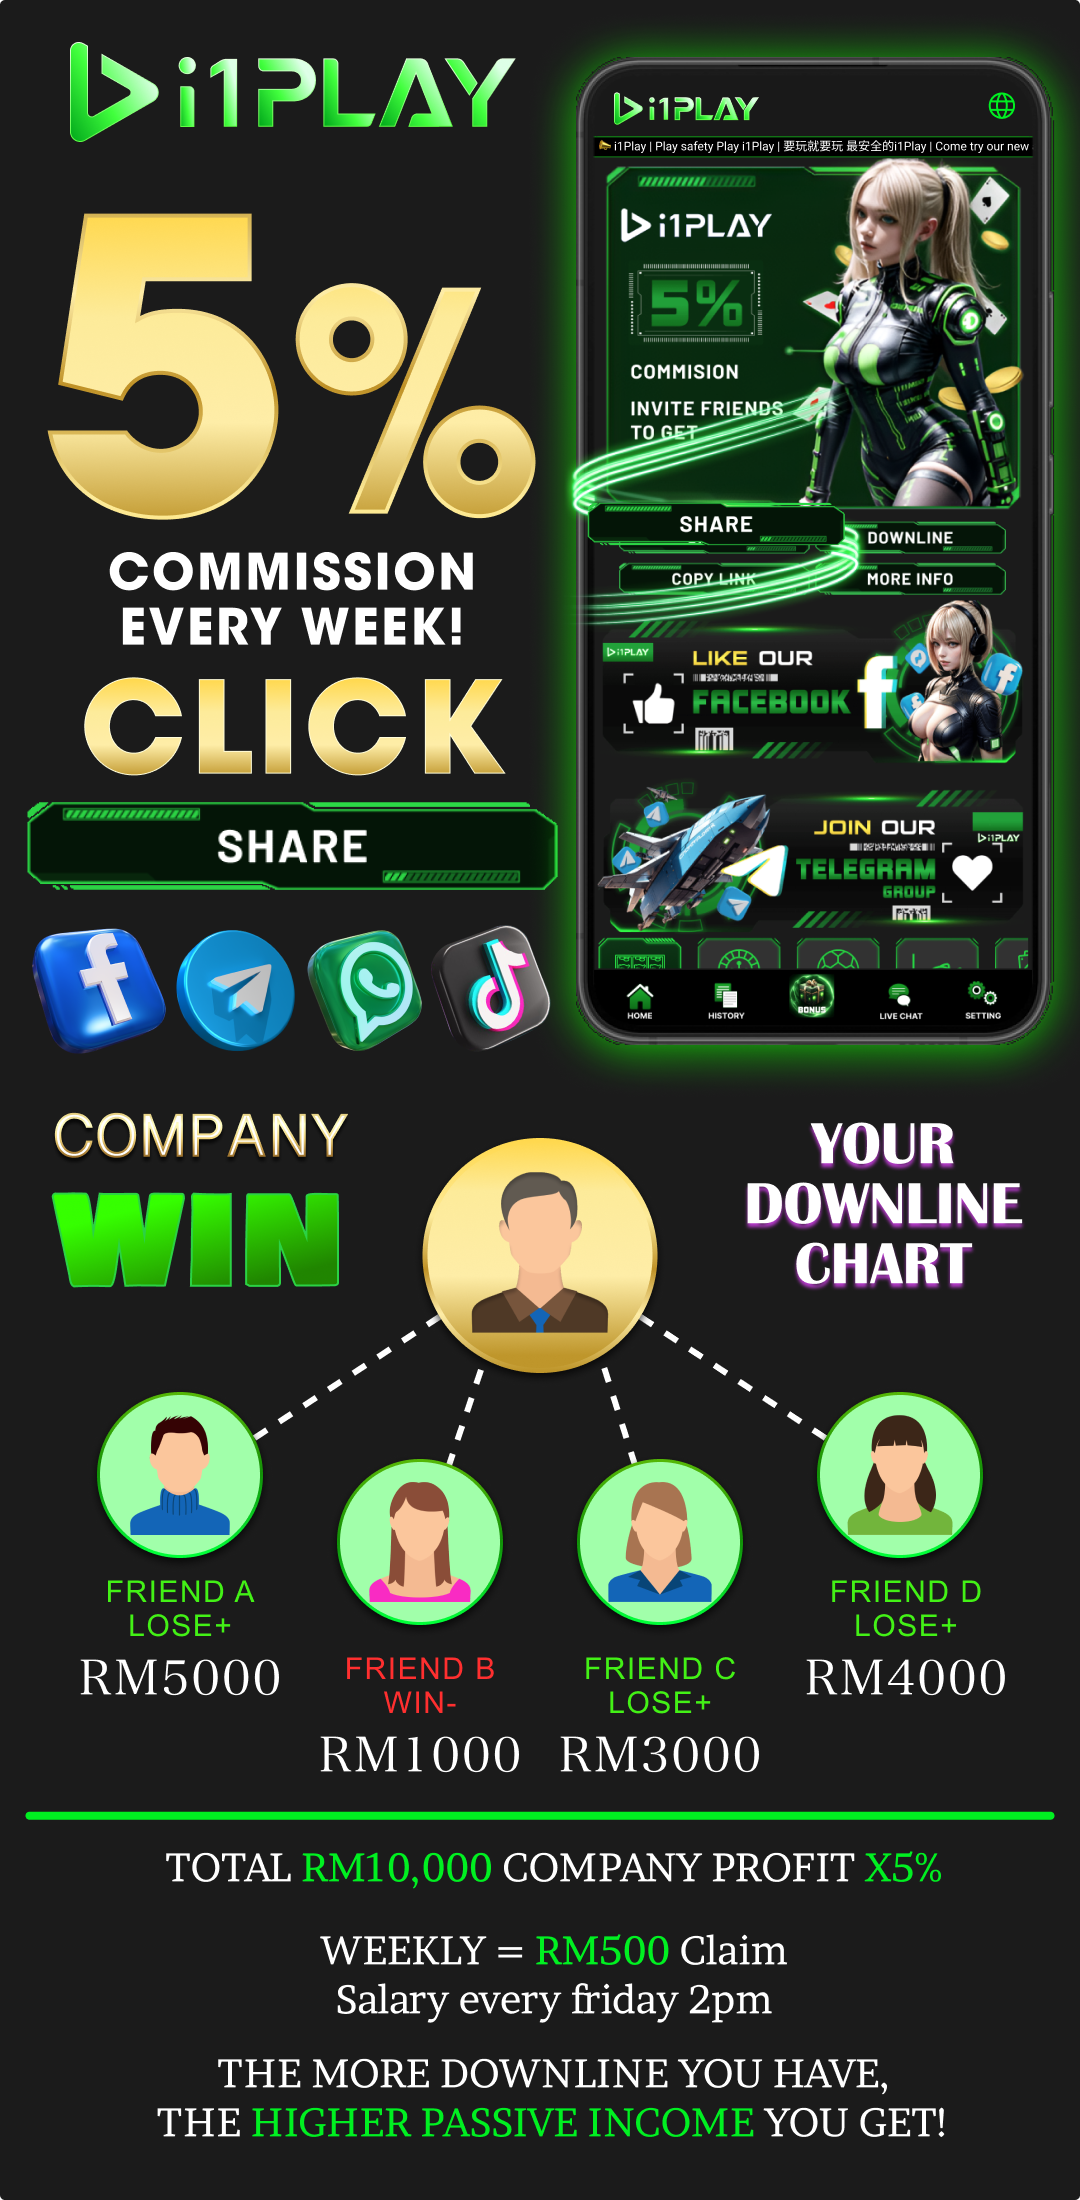 i1PLAY
5%
COMMISSION
EVERY WEEK!
CLICK
SHARE
i1PLAY
i1Play | Play safety Play i1Play | 要玩就要玩 最安全的i1Play | Come try our new
i1PLAY
5%
COMMISION
INVITE FRIENDS
TO GET
SHARE
DOWNLINE
COPY LINK
MORE INFO
i1PLAY
LIKE OUR
FACEBOOK
JOIN OUR
i1PLAY
TELEGRAM
GROUP
HOME
HISTORY
BONUS
LIVE CHAT
SETTING
COMPANY
WIN
YOUR
DOWNLINE
CHART
FRIEND A
LOSE+
RM5000
FRIEND B
WIN-
RM1000
FRIEND C
LOSE+
RM3000
FRIEND D
LOSE+
RM4000
TOTAL RM10,000 COMPANY PROFIT X5%
WEEKLY = RM500 Claim
Salary every friday 2pm
THE MORE DOWNLINE YOU HAVE,
THE HIGHER PASSIVE INCOME YOU GET!